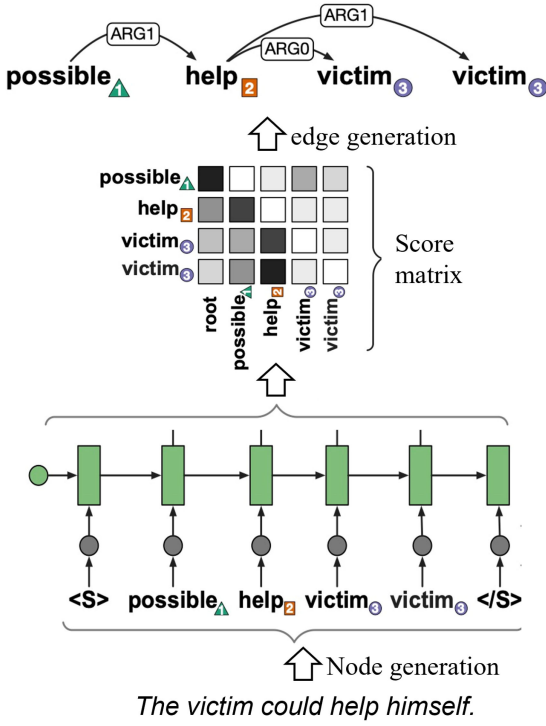 ARG1 ARG1
ARG0
possible 1 help 2 victim 3 victim 3
edge generation
possible 1
help 2
victim 3
victim 3
Score
matrix
root possible 1 help 2 victim 3 victim 3
<S> possible 1 help 2 victim 3 victim 3 </S>
Node generation
The victim could help himself.